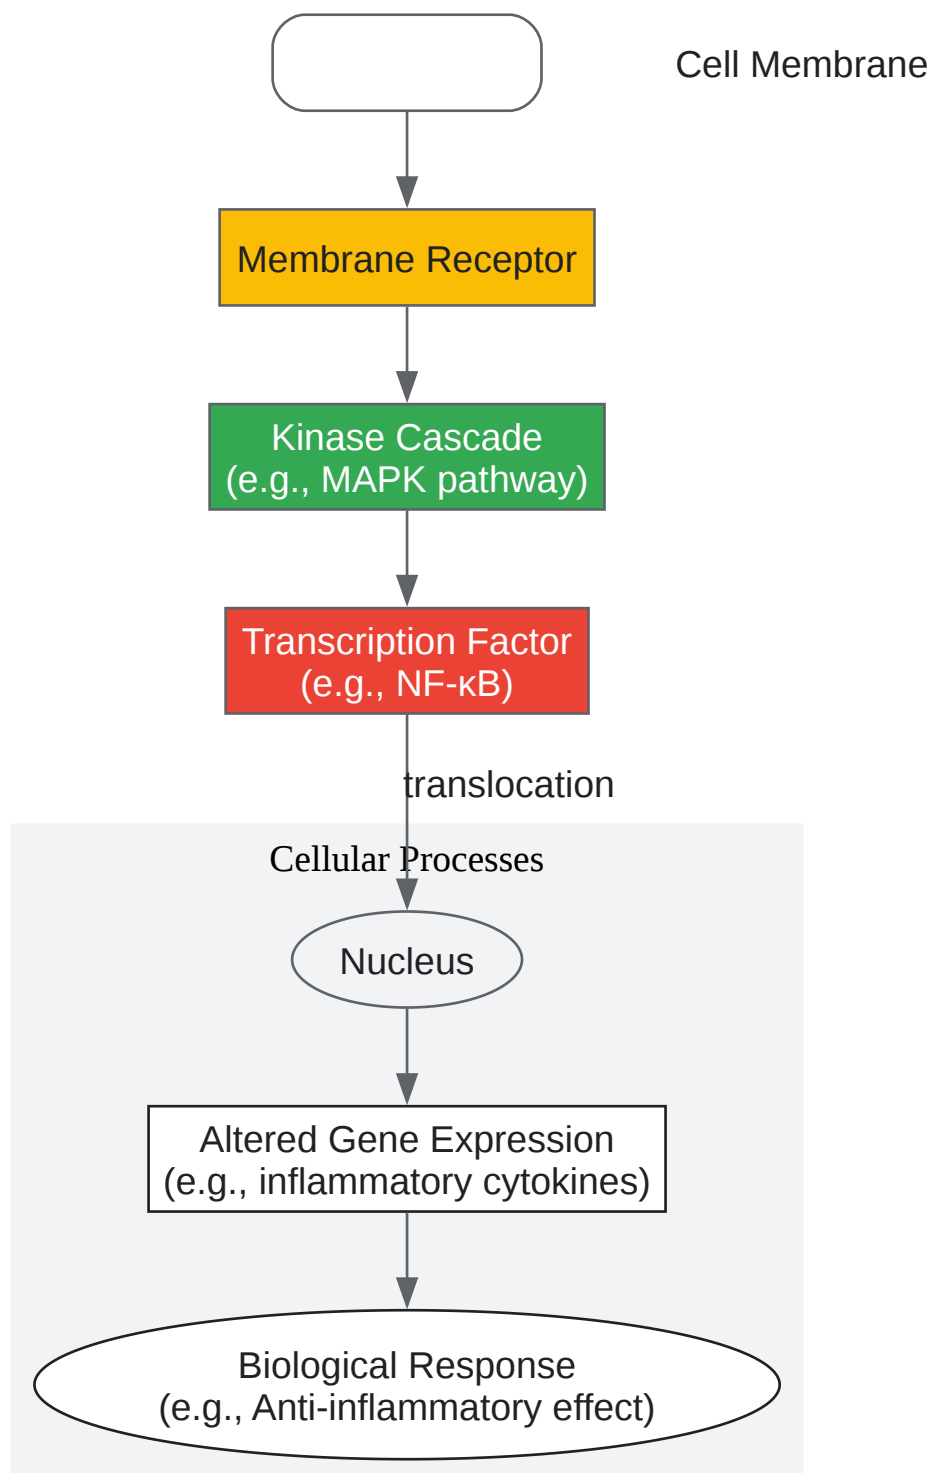 Cell Membrane
Membrane Receptor
Kinase Cascade
(e.g., MAPK pathway)
Transcription Factor
(e.g., NF-κB)
translocation
Cellular Processes
Nucleus
Altered Gene Expression
(e.g., inflammatory cytokines)
Biological Response
(e.g., Anti-inflammatory effect)